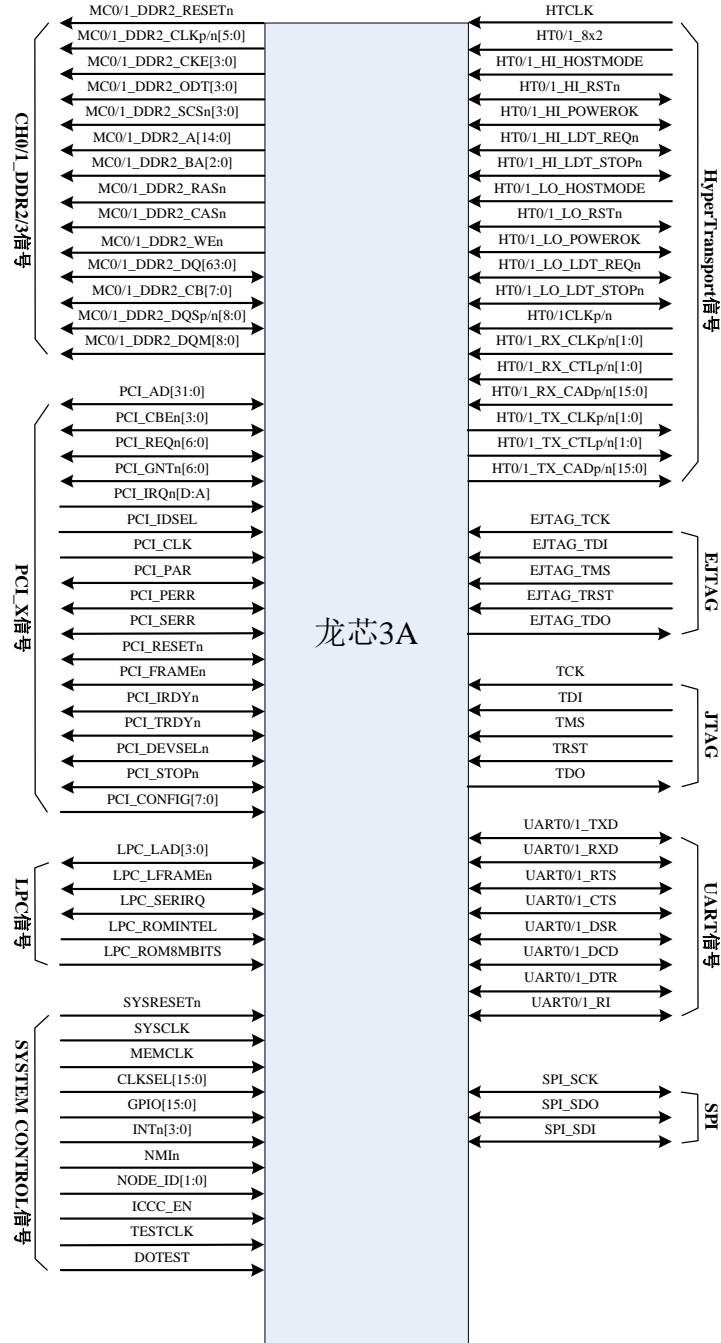 CH0/1_DDR2/3信号
MC0/1_DDR2_RESETn
MC0/1_DDR2_CLKp/n[5:0]
MC0/1_DDR2_CKE[3:0]
MC0/1_DDR2_ODT[3:0]
MC0/1_DDR2_SCSn[3:0]
MC0/1_DDR2_A[14:0]
MC0/1_DDR2_BA[2:0]
MC0/1_DDR2_RASn
MC0/1_DDR2_CASn
MC0/1_DDR2_WEn
MC0/1_DDR2_DQ[63:0]
MC0/1_DDR2_CB[7:0]
MC0/1_DDR2_DQSp/n[8:0]
MC0/1_DDR2_DQM[8:0]
PCI_X信号
PCI_AD[31:0]
PCI_CBEn[3:0]
PCI_REQn[6:0]
PCI_GNTn[6:0]
PCI_IRQn[D:A]
PCI_IDSEL
PCI_CLK
PCI_PAR
PCI_PERR
PCI_SERR
PCI_RESETn
PCI_FRAMEn
PCI_IRDYn
PCI_TRDYn
PCI_DEVSELn
PCI_STOPn
PCI_CONFIG[7:0]
LPC信号
LPC_LAD[3:0]
LPC_LFRAMEn
LPC_SERIRQ
LPC_ROMINTEL
LPC_ROM8MBITS
SYSTEM CONTROL信号
SYSRESETn
SYSCLK
MEMCLK
CLKSEL[15:0]
GPIO[15:0]
INTn[3:0]
NMIn
NODE_ID[1:0]
ICCC_EN
TESTCLK
DOTEST
龙芯3A
HTCLK
HT0/1_8x2
HT0/1_HI_HOSTMODE
HT0/1_HI_RSTn
HT0/1_HI_POWEROK
HT0/1_HI_LDT_REQn
HT0/1_HI_LDT_STOPn
HT0/1_LO_HOSTMODE
HT0/1_LO_RSTn
HT0/1_LO_POWEROK
HT0/1_LO_LDT_REQn
HT0/1_LO_LDT_STOPn
HT0/1CLKp/n
HT0/1_RX_CLKp/n[1:0]
HT0/1_RX_CTLp/n[1:0]
HT0/1_RX_CADp/n[15:0]
HT0/1_TX_CLKp/n[1:0]
HT0/1_TX_CTLp/n[1:0]
HT0/1_TX_CADp/n[15:0]
HyperTransport信号
EJTAG_TCK
EJTAG_TDI
EJTAG_TMS
EJTAG_TRST
EJTAG_TDO
EJTAG
TCK
TDI
TMS
TRST
TDO
JTAG
UART0/1_TXD
UART0/1_RXD
UART0/1_RTS
UART0/1_CTS
UART0/1_DSR
UART0/1_DCD
UART0/1_DTR
UART0/1_RI
UART信号
SPI_SCK
SPI_SDO
SPI_SDI
SPI